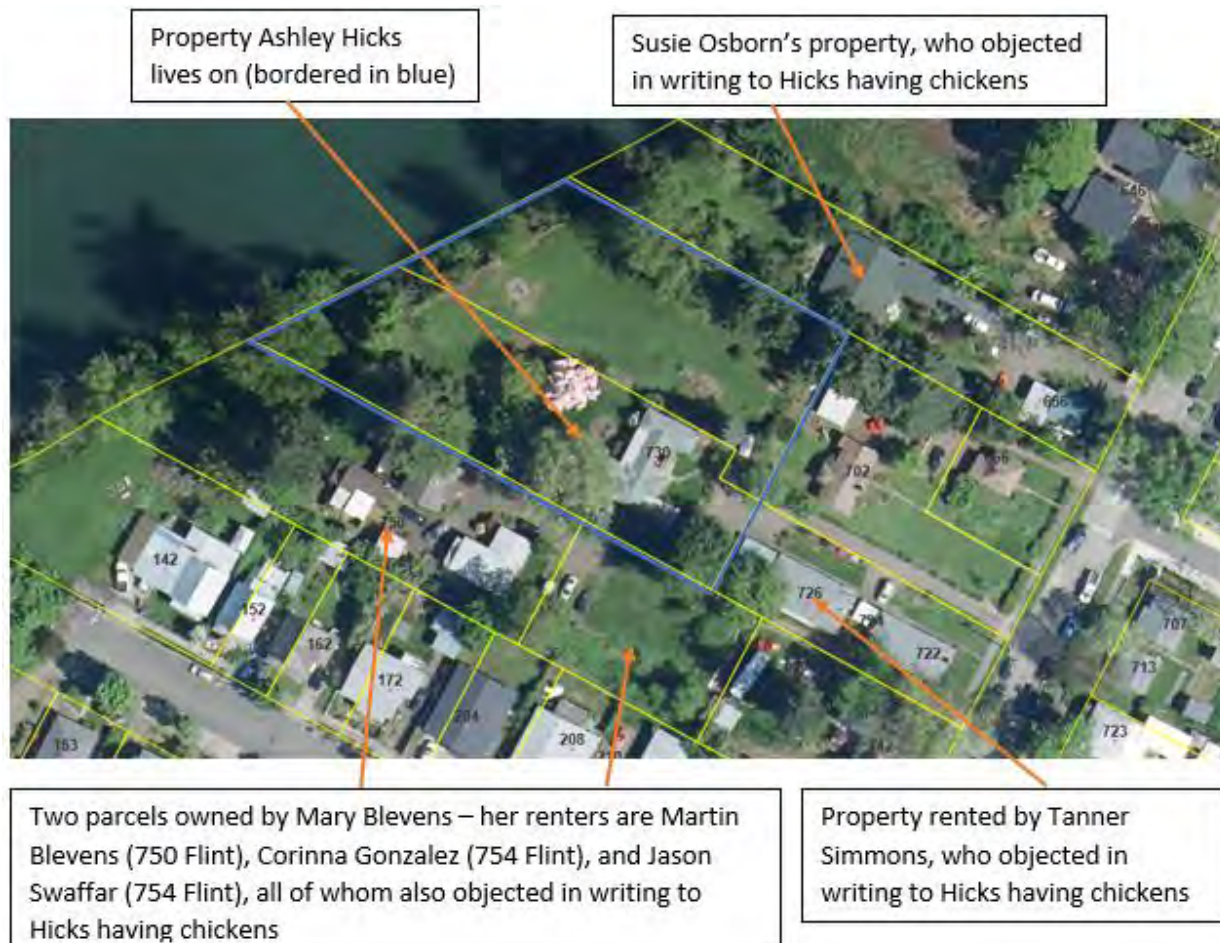 Property Ashley Hicks
lives on (bordered in blue)
Susie Osborn’s property, who objected
in writing to Hicks having chickens
646
656
730
702
726
722
707
713
723
142
152
162
172
204
208
163
Two parcels owned by Mary Blevens – her renters are Martin
Blevens (750 Flint), Corinna Gonzalez (754 Flint), and Jason
Swaffar (754 Flint), all of whom also objected in writing to
Hicks having chickens
Property rented by Tanner
Simmons, who objected in
writing to Hicks having chickens